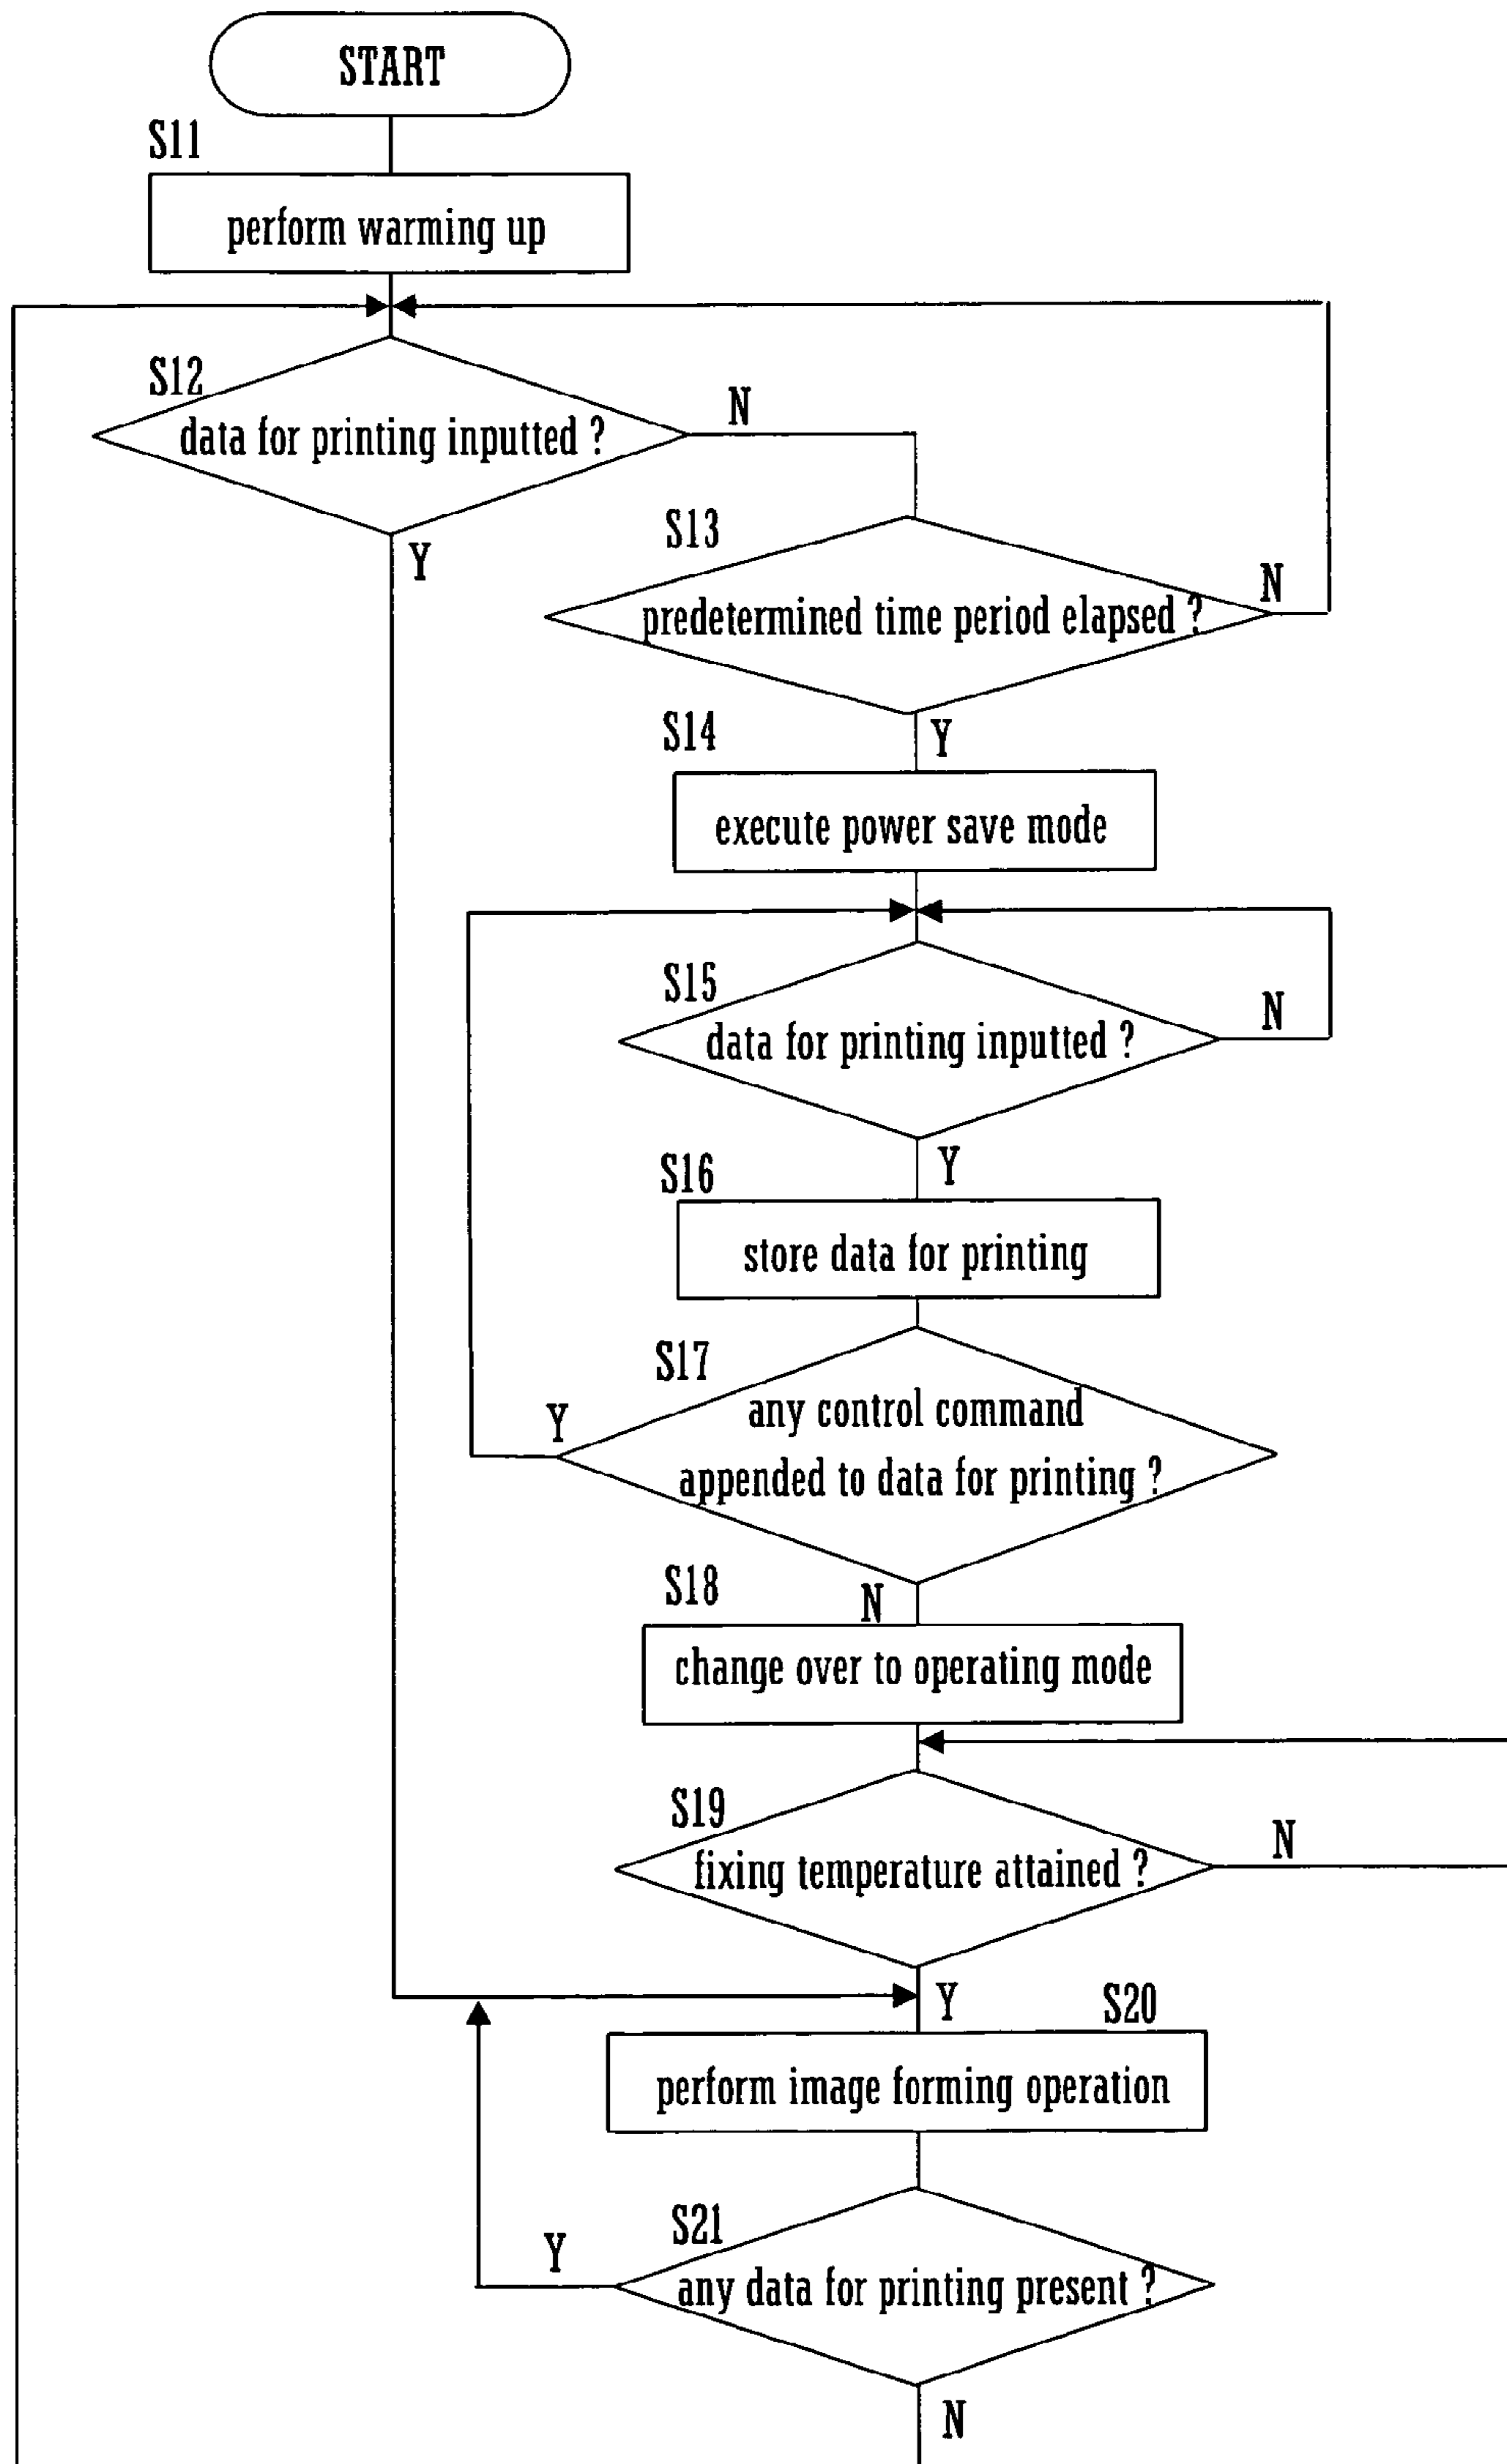 START
S11
perform warming up
S12
data for printing inputted ?
N
Y
S13
predetermined time period elapsed ?
N
S14
Y
execute power save mode
S15
data for printing inputted ?
N
Y
S16
store data for printing
S17
any control command
appended to data for printing ?
Y
S18
N
change over to operating mode
S19
fixing temperature attained ?
N
Y
S20
perform image forming operation
S21
any data for printing present ?
Y
N